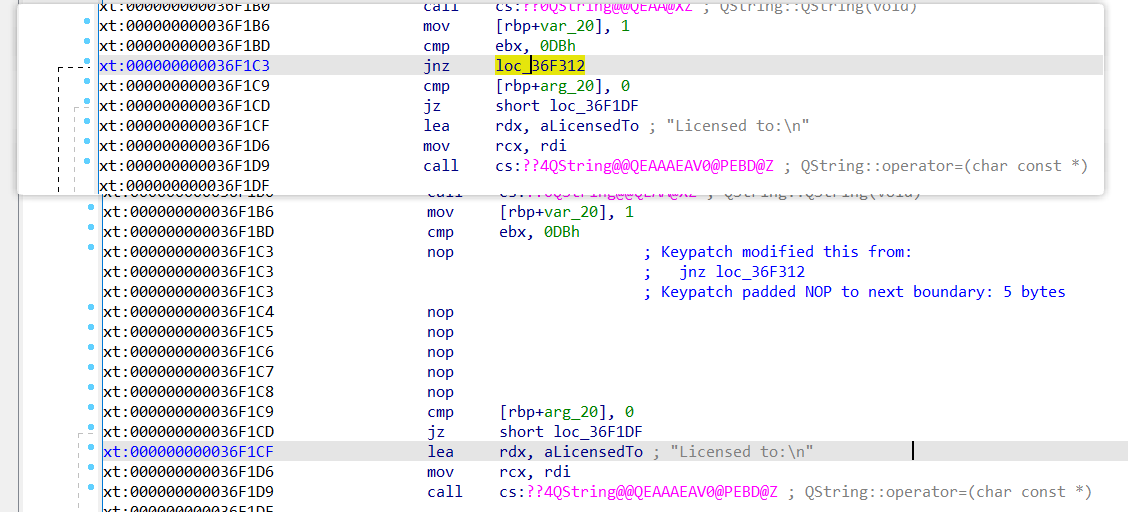 xt:000000000036F1B0 call cs:??0QString@@QEAA@XZ ; QString::QString(void)
xt:000000000036F1B6 mov [rbp+var_20], 1
xt:000000000036F1BD cmp ebx, 0DBh
xt:000000000036F1C3 jnz loc_36F312
xt:000000000036F1C9 cmp [rbp+arg_20], 0
xt:000000000036F1CD jz short loc_36F1DF
xt:000000000036F1CF lea rdx, aLicensedTo ; "Licensed to:\n"
xt:000000000036F1D6 mov rcx, rdi
xt:000000000036F1D9 call cs:??4QString@@QEAAAEAV0@PEBD@Z ; QString::operator=(char const *)
xt:000000000036F1DF
xt:000000000036F1B0 call cs:??0QString@@QEAA@XZ ; QString::QString(void)
xt:000000000036F1B6 mov [rbp+var_20], 1
xt:000000000036F1BD cmp ebx, 0DBh
xt:000000000036F1C3 nop ; Keypatch modified this from:
xt:000000000036F1C3 ; jnz loc_36F312
xt:000000000036F1C3 ; Keypatch padded NOP to next boundary: 5 bytes
xt:000000000036F1C4 nop
xt:000000000036F1C5 nop
xt:000000000036F1C6 nop
xt:000000000036F1C7 nop
xt:000000000036F1C8 nop
xt:000000000036F1C9 cmp [rbp+arg_20], 0
xt:000000000036F1CD jz short loc_36F1DF
xt:000000000036F1CF lea rdx, aLicensedTo ; "Licensed to:\n"
xt:000000000036F1D6 mov rcx, rdi
xt:000000000036F1D9 call cs:??4QString@@QEAAAEAV0@PEBD@Z ; QString::operator=(char const *)
xt:000000000036F1DF